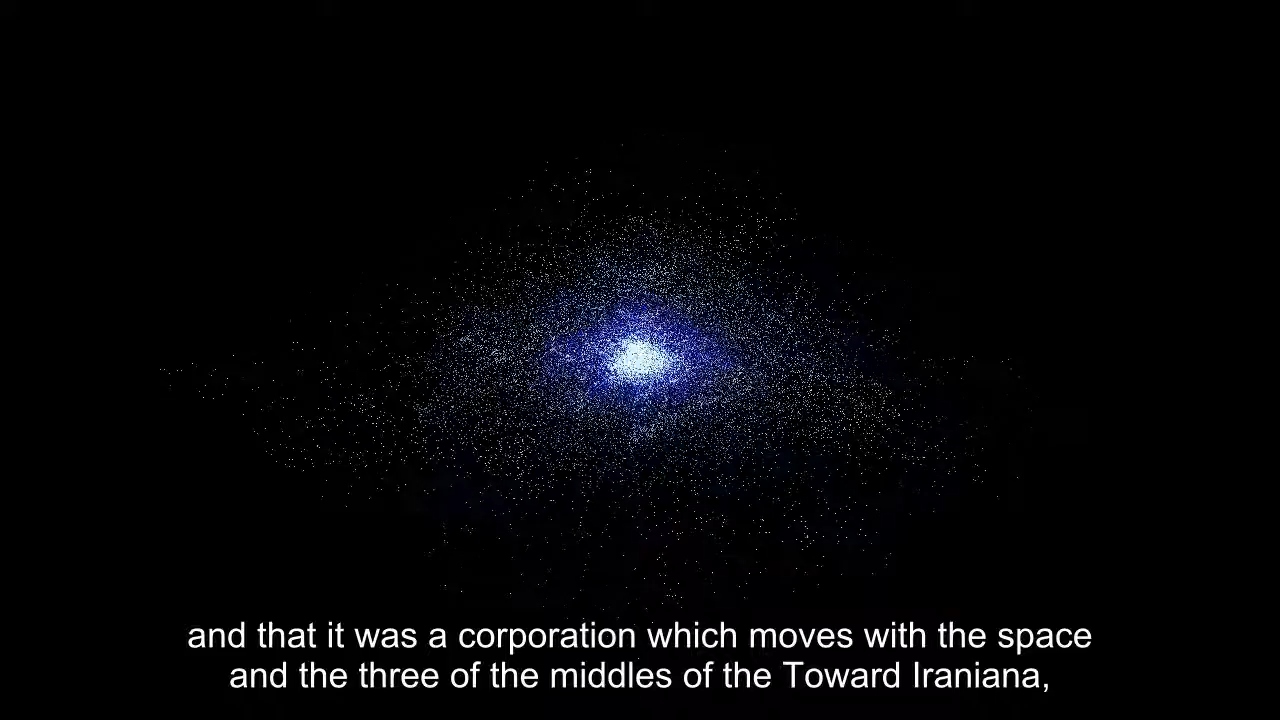 and that it was a corporation which moves with the space
and the three of the middles of the Toward Iraniana,